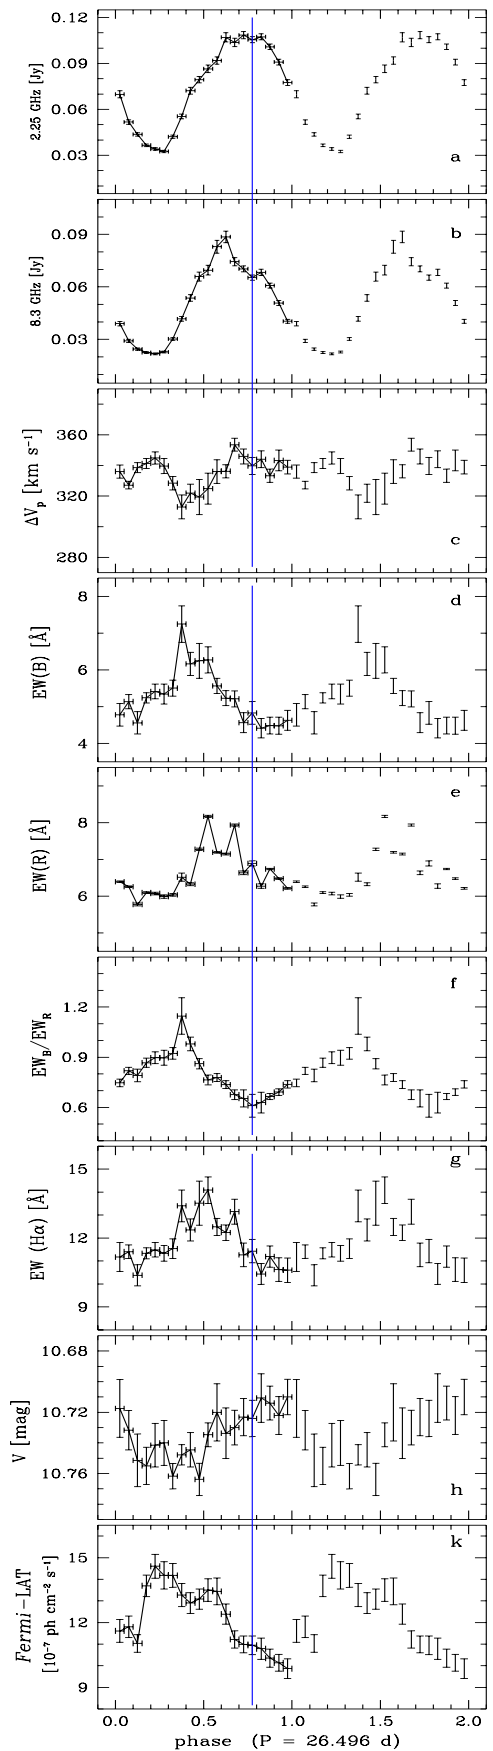 0.12
0.09
0.06
0.03
2.25 GHz [Jy]
a
0.09
0.06
0.03
8.3 GHz [Jy]
b
360
320
280
ΔVp [km s⁻¹]
c
8
6
4
EW(B) [Å]
d
8
6
EW(R) [Å]
e
1.2
0.9
0.6
EW_B/EW_R
f
15
12
9
EW (Hα) [Å]
g
10.68
10.72
10.76
V [mag]
h
15
12
9
Fermi-LAT
[10⁻⁷ ph cm⁻² s⁻¹]
k
0.0 0.5 1.0 1.5 2.0
phase (P = 26.496 d)